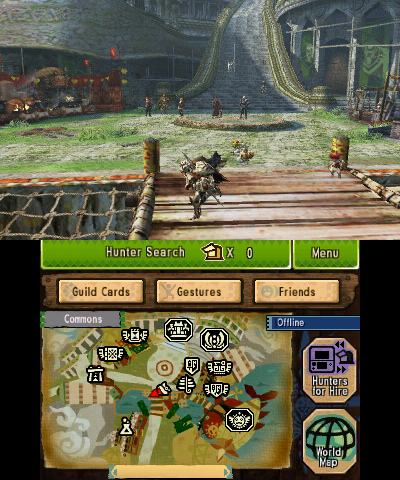 Hunter Search X 0
Menu
Guild Cards
Gestures
Friends
Commons
Offline
Hunters
for Hire
World
Map